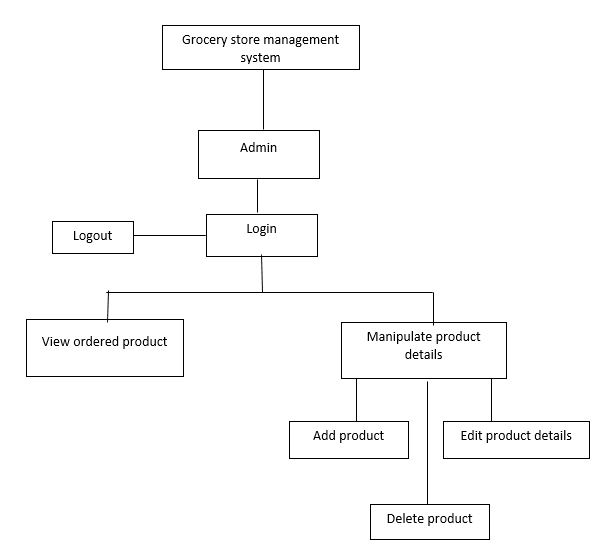 Grocery store management
system
Admin
Login
Logout
View ordered product
Manipulate product
details
Add product
Edit product details
Delete product